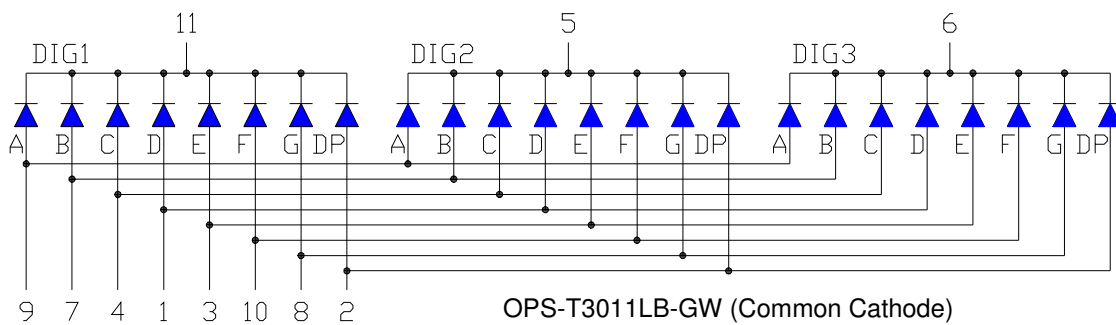 11 5 6
DIG1 DIG2 DIG3
A B C D E F G DP A B C D E F G DP A B C D E F G DP
9 7 4 1 3 10 8 2 OPS-T3011LB-GW (Common Cathode)